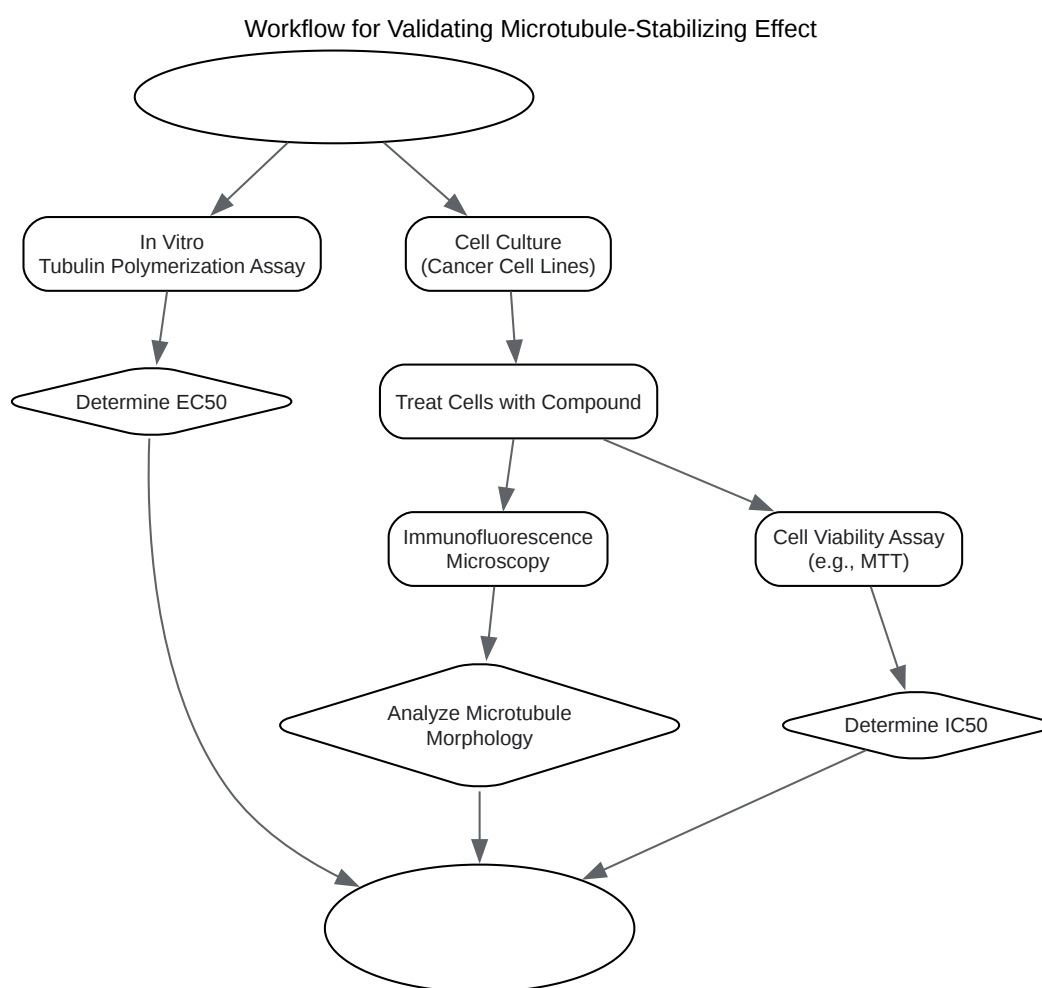 Workflow for Validating Microtubule-Stabilizing Effect
In Vitro
Tubulin Polymerization Assay
Cell Culture
(Cancer Cell Lines)
Determine EC50
Treat Cells with Compound
Immunofluorescence
Microscopy
Cell Viability Assay
(e.g., MTT)
Analyze Microtubule
Morphology
Determine IC50